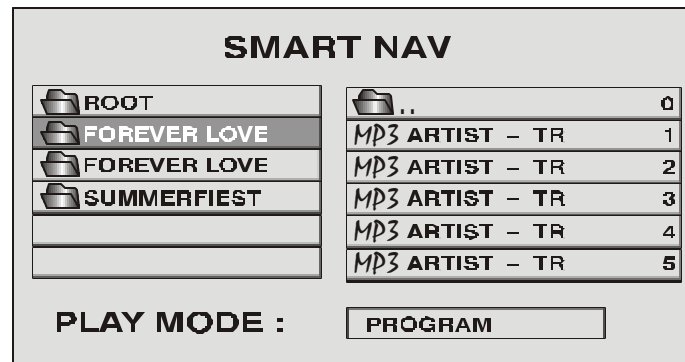 SMART NAV
ROOT
FOREVER LOVE
FOREVER LOVE
SUMMERFIEST
.. 0
MP3 ARTIST – TR 1
MP3 ARTIST – TR 2
MP3 ARTIST – TR 3
MP3 ARTIST – TR 4
MP3 ARTIST – TR 5
PLAY MODE : PROGRAM